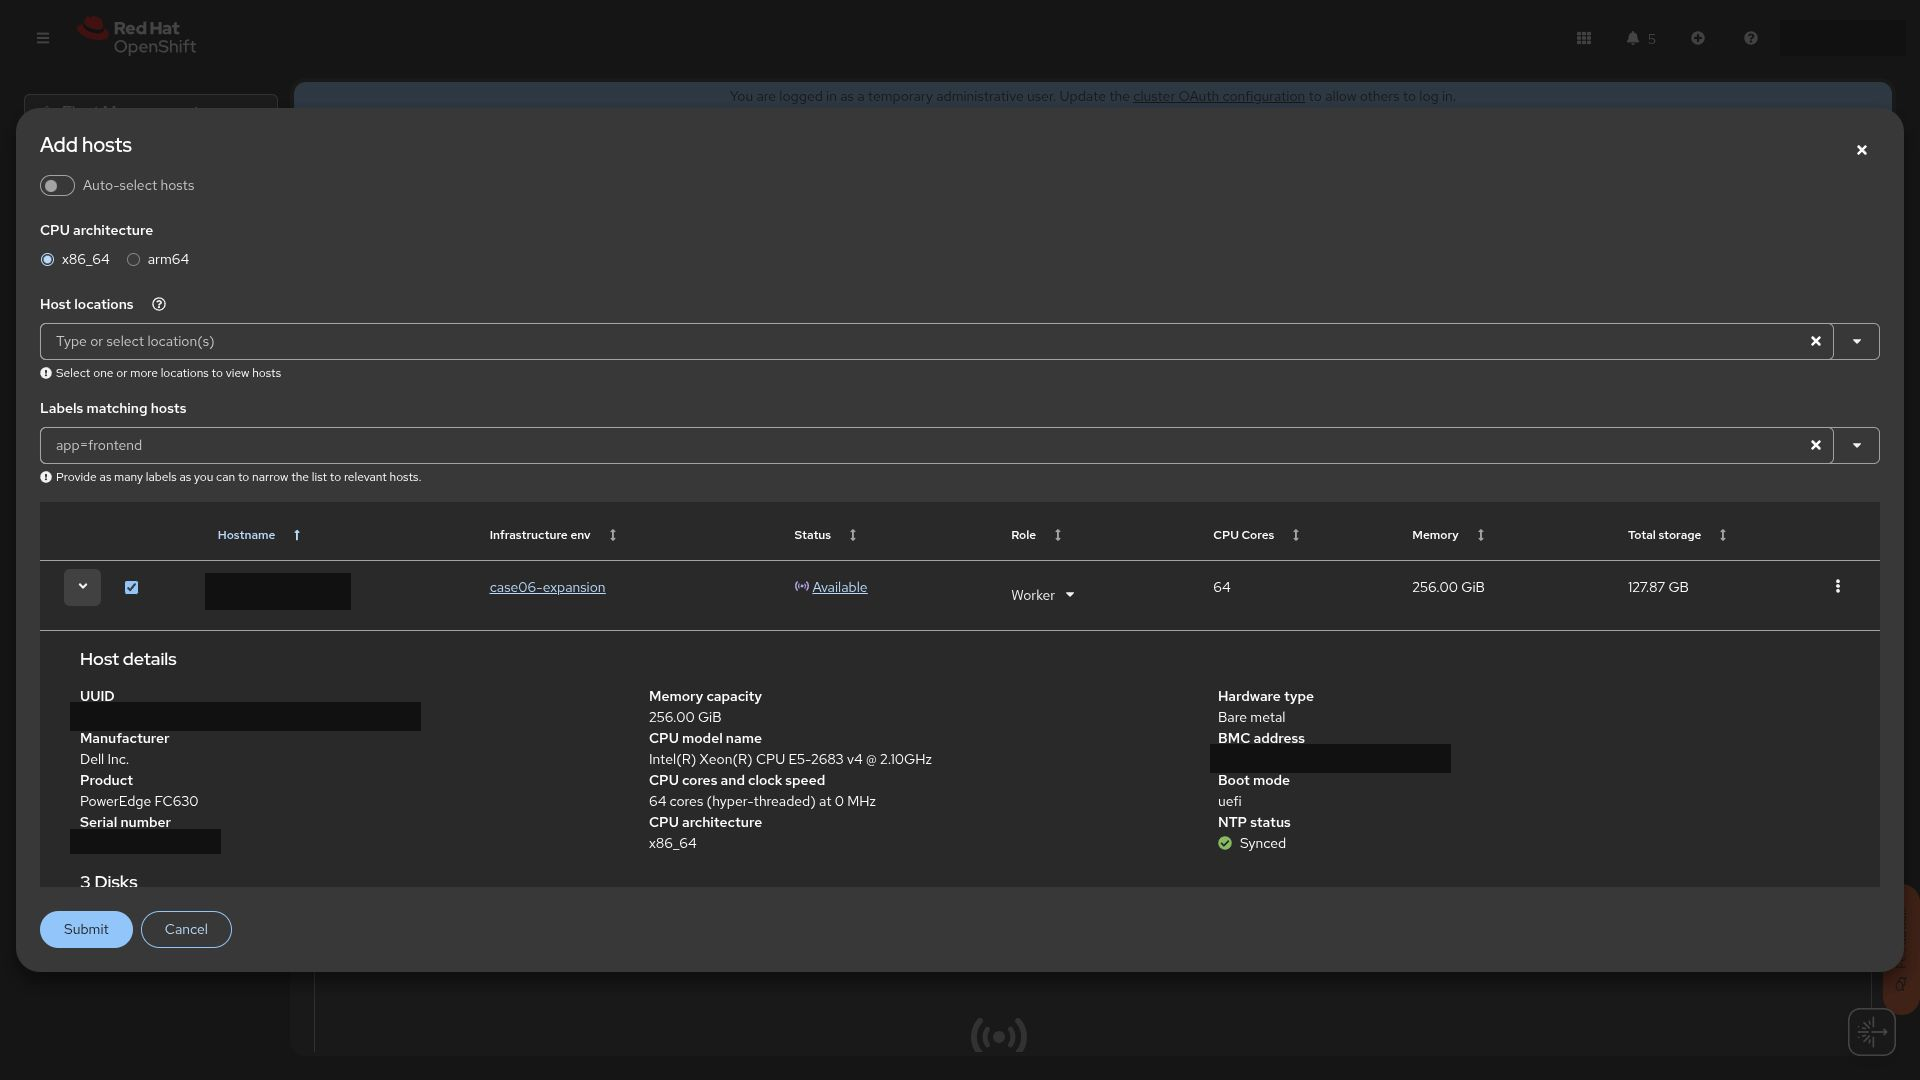 Red Hat
OpenShift
5
You are logged in as a temporary administrative user. Update the cluster OAuth configuration to allow others to log in.
Add hosts
Auto-select hosts
CPU architecture
x86_64 arm64
Host locations
Type or select location(s)
Select one or more locations to view hosts
Labels matching hosts
app=frontend
Provide as many labels as you can to narrow the list to relevant hosts.
Hostname Infrastructure env Status Role CPU Cores Memory Total storage
case06-expansion Available Worker 64 256.00 GiB 127.87 GB
Host details
UUID Memory capacity Hardware type
256.00 GiB Bare metal
Manufacturer CPU model name BMC address
Dell Inc. Intel(R) Xeon(R) CPU E5-2683 v4 @ 2.10GHz
Product CPU cores and clock speed Boot mode
PowerEdge FC630 64 cores (hyper-threaded) at 0 MHz uefi
Serial number CPU architecture NTP status
x86_64 Synced
3 Disks
Submit Cancel